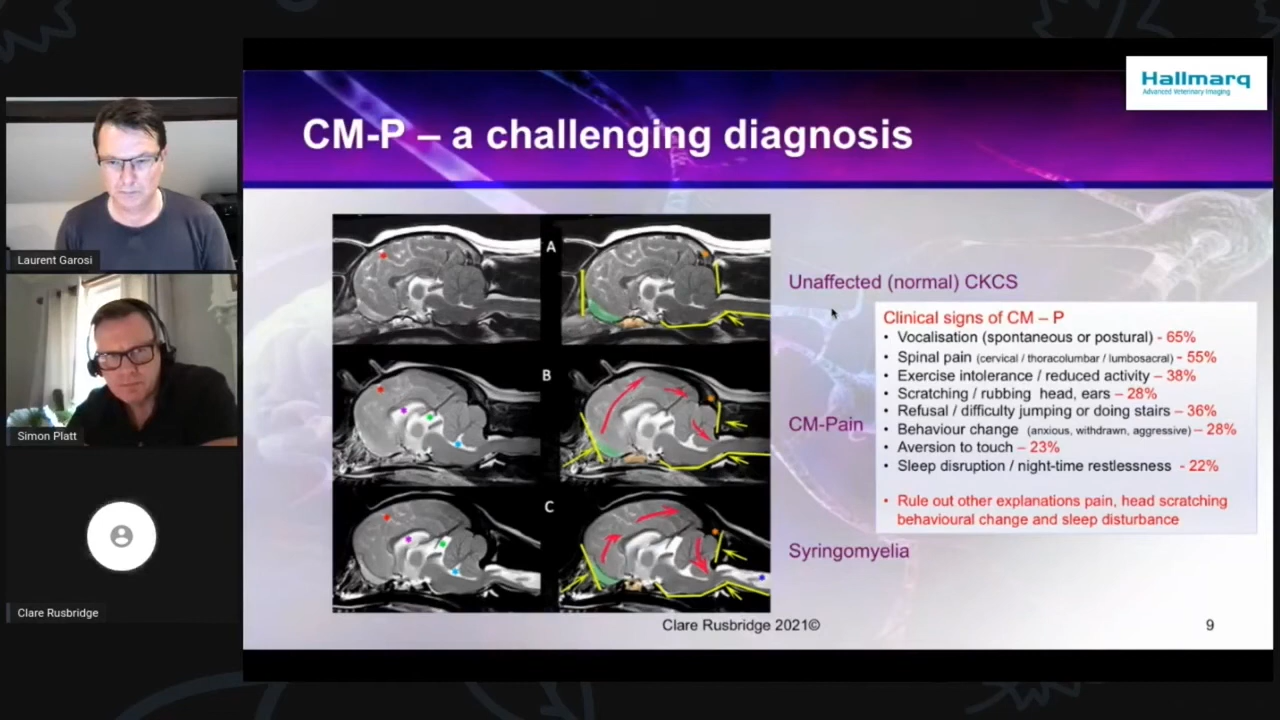 Hallmarq
Advanced Veterinary Imaging
CM-P – a challenging diagnosis
Laurent Garosi
Simon Platt
Clare Rusbridge
A
B
C
Unaffected (normal) CKCS
CM-Pain
Syringomyelia
Clinical signs of CM – P
• Vocalisation (spontaneous or postural) - 65%
• Spinal pain (cervical / thoracolumbar / lumbosacral) - 55%
• Exercise intolerance / reduced activity – 38%
• Scratching / rubbing head, ears – 28%
• Refusal / difficulty jumping or doing stairs – 36%
• Behaviour change (anxious, withdrawn, aggressive) – 28%
• Aversion to touch – 23%
• Sleep disruption / night-time restlessness - 22%
• Rule out other explanations pain, head scratching
behavioural change and sleep disturbance
Clare Rusbridge 2021©
9